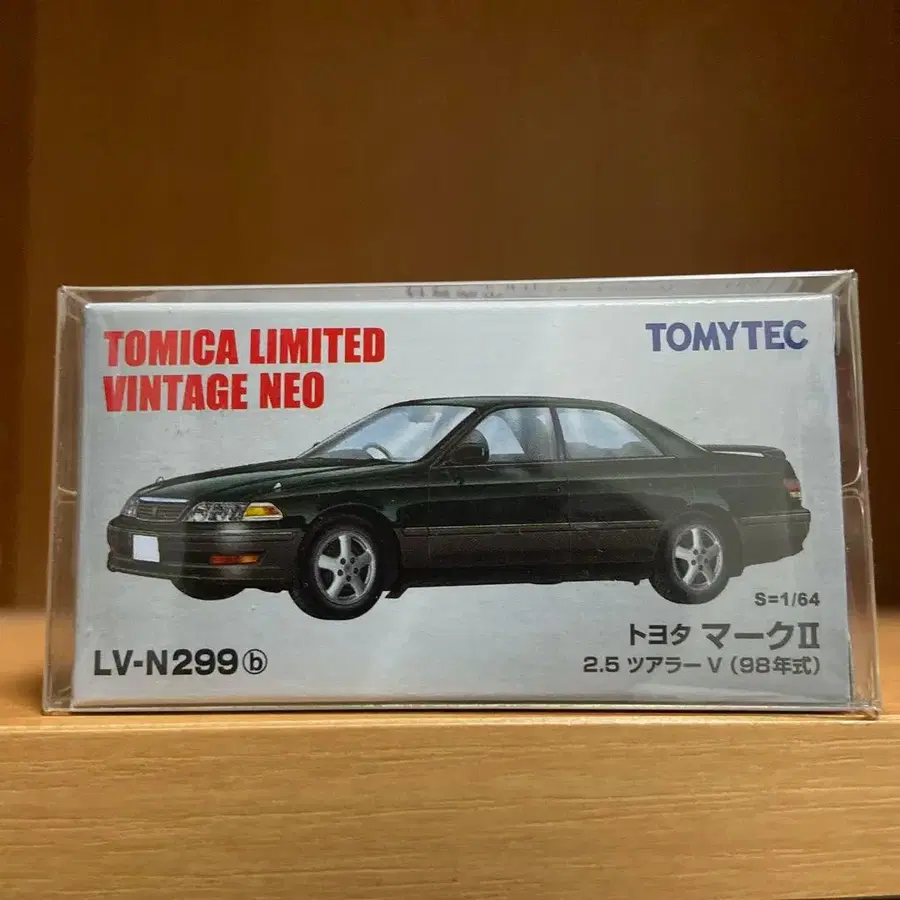 TOMICA LIMITED
VINTAGE NEO
TOMYTEC
S=1/64
LV-N299ⓑ
トヨタ マークII
2.5 ツアラー V (98年式)